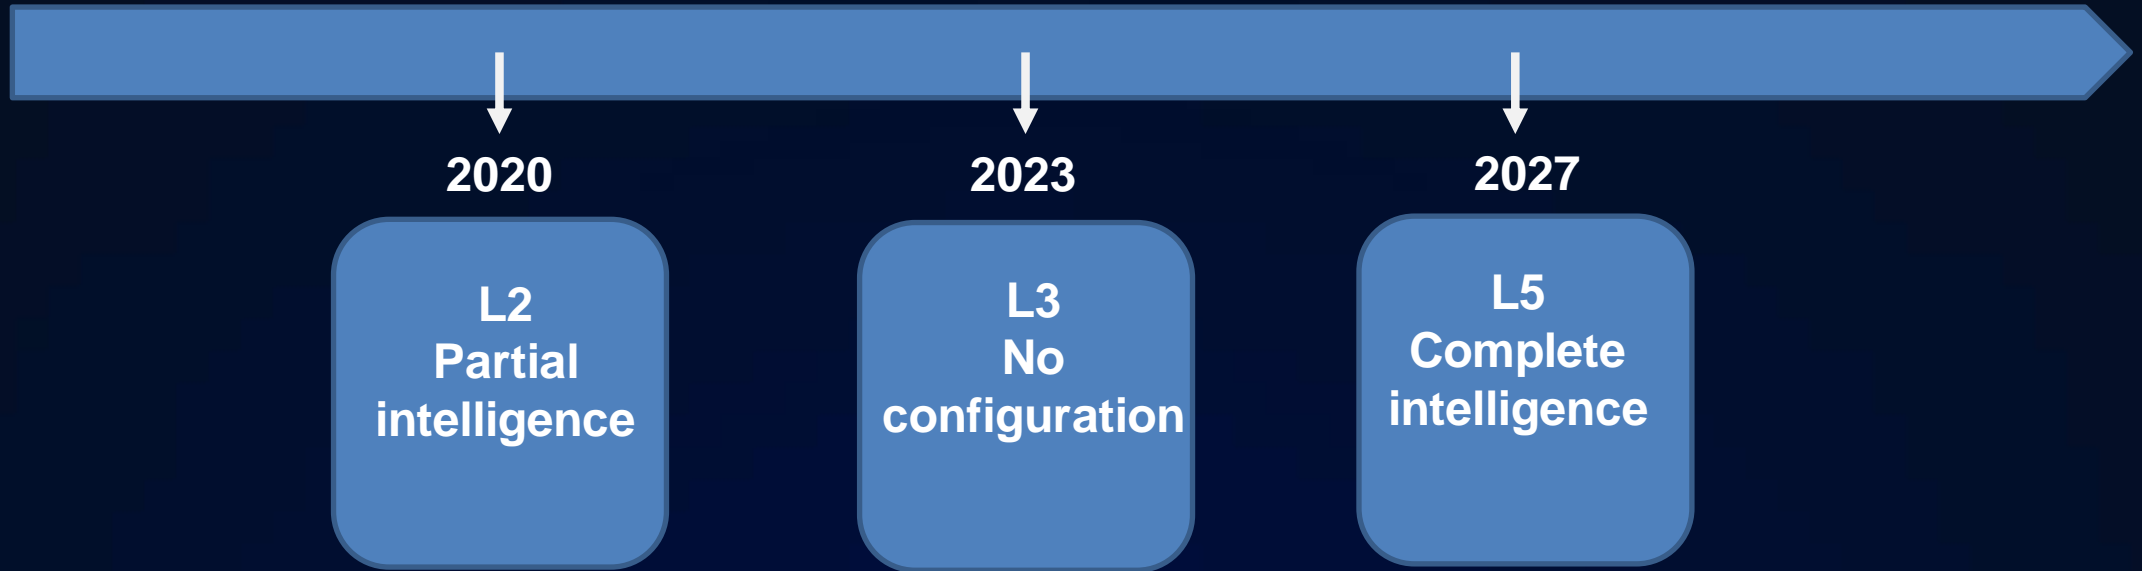 2020
2023
2027
L2
Partial
intelligence
L3
No
configuration
L5
Complete
intelligence